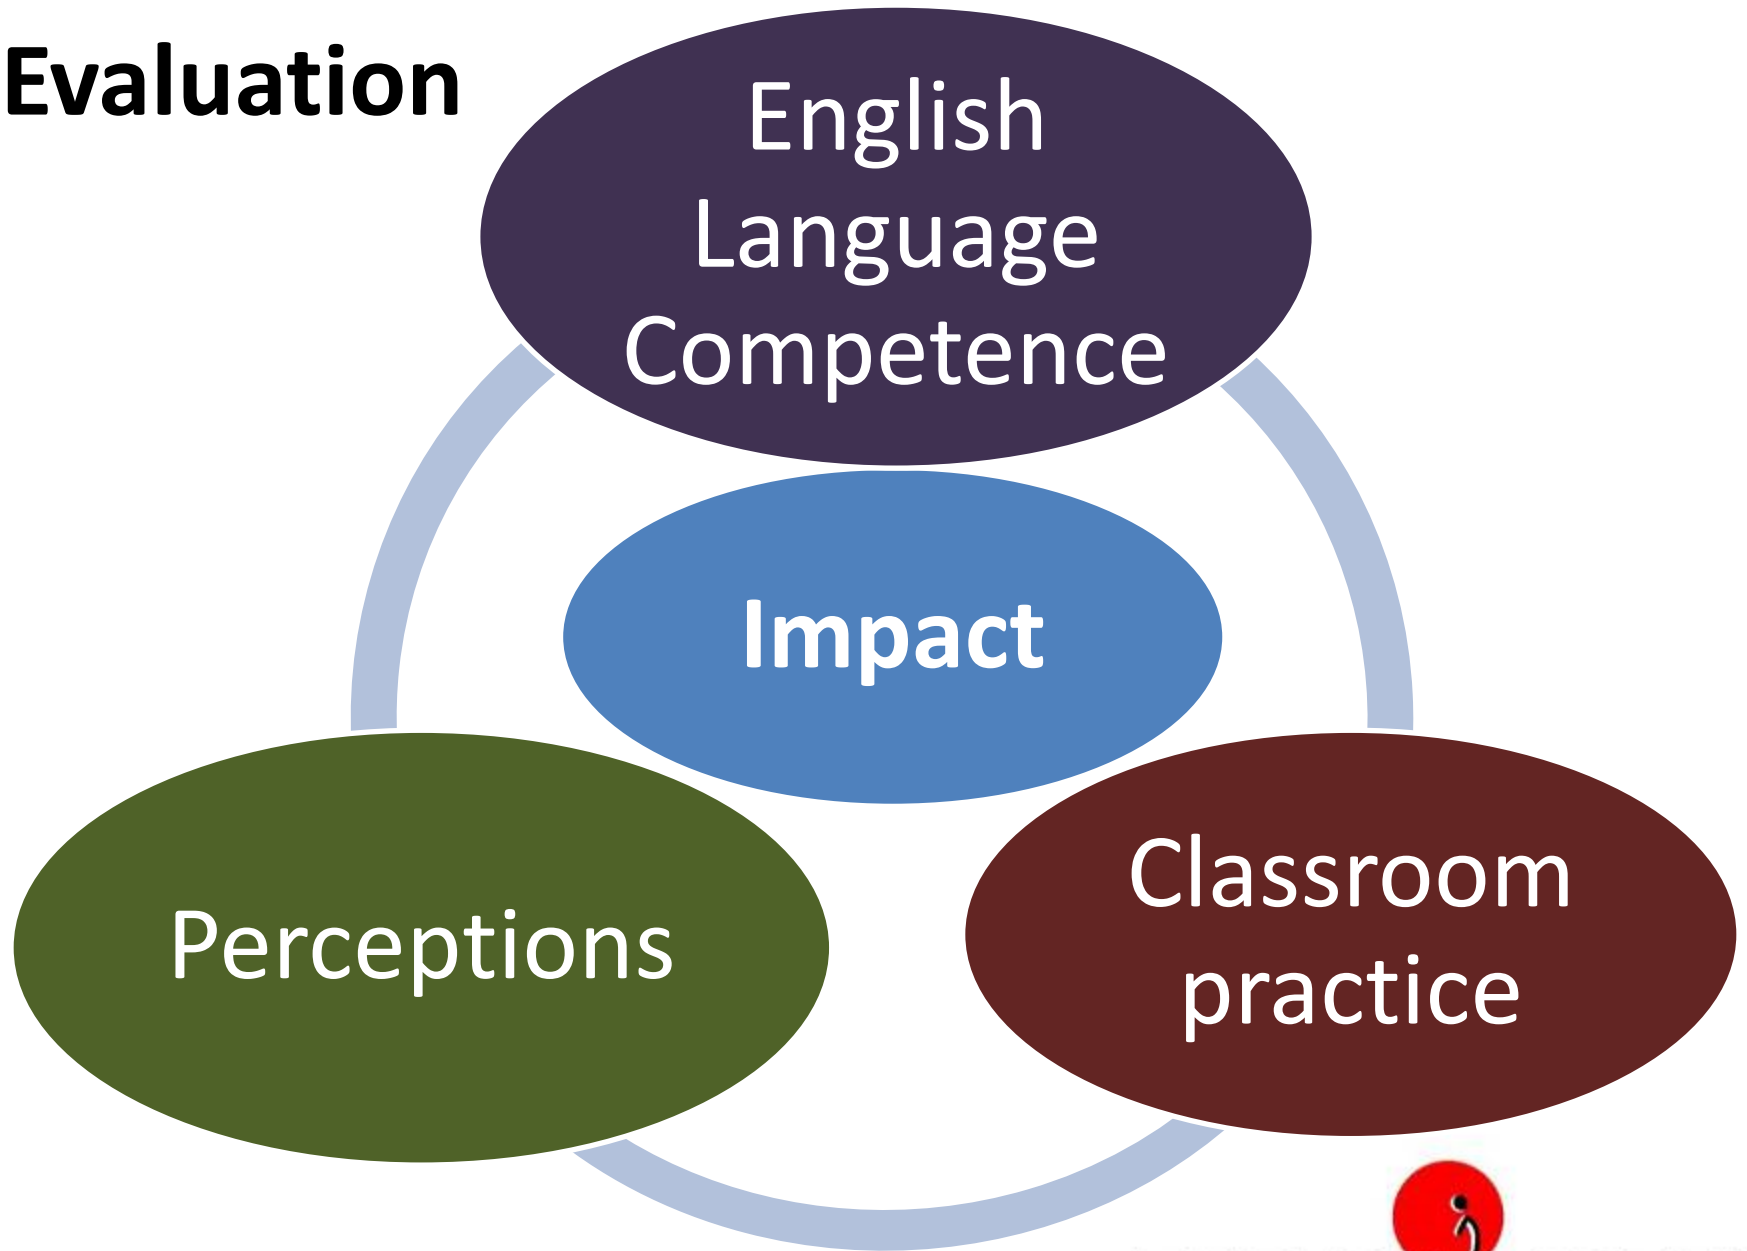 Evaluation
English
Language
Competence
Impact
Perceptions
Classroom
practice